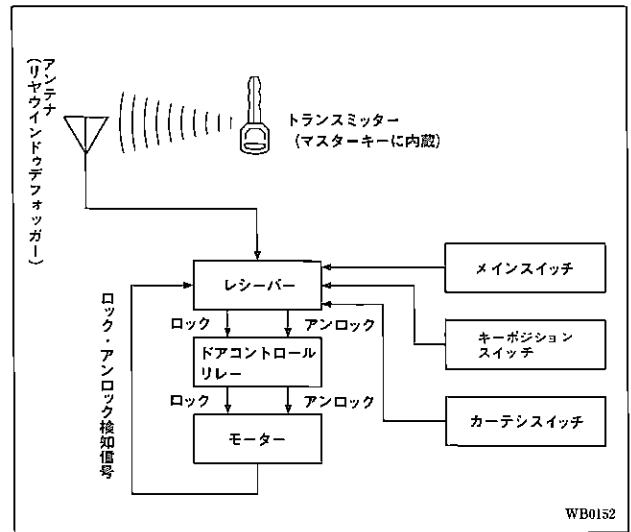 アンテナ
(リヤウインドゥデフォッガー)
トランスミッター
(マスターキーに内蔵)
レシーバー
メインスイッチ
ロック
アンロック
キーポジション
スイッチ
ドアコントロール
リレー
ロック
アンロック
カーテシスイッチ
モーター
ロック・アンロック検知信号
WB0152